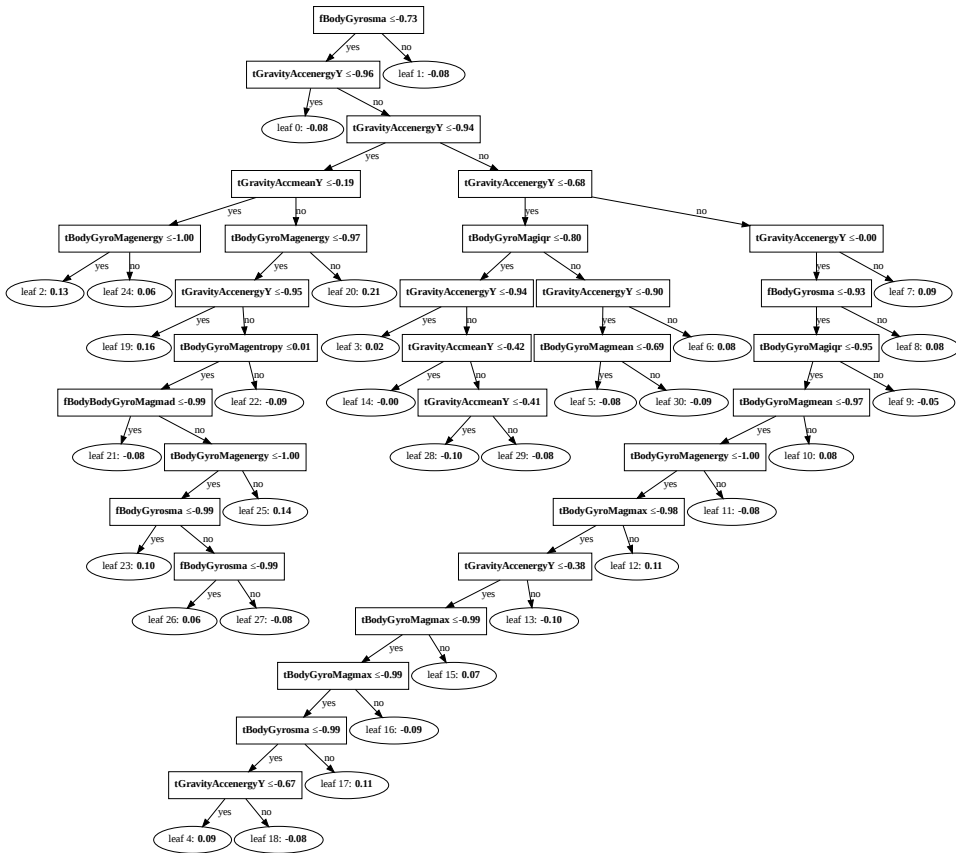 fBodyGyrosma ≤-0.73
yes no
tGravityAccenergyY ≤-0.96 leaf 1: -0.08
yes no
leaf 0: -0.08 tGravityAccenergyY ≤-0.94
yes no
tGravityAccmeanY ≤-0.19 tGravityAccenergyY ≤-0.68
yes no yes no
tBodyGyroMagenergy ≤-1.00 tBodyGyroMagenergy ≤-0.97 tBodyGyroMagiqr ≤-0.80 tGravityAccenergyY ≤-0.00
yes no yes no yes no yes no
leaf 2: 0.13 leaf 24: 0.06 tGravityAccenergyY ≤-0.95 leaf 20: 0.21 tGravityAccenergyY ≤-0.94 tGravityAccenergyY ≤-0.90 fBodyGyrosma ≤-0.93 leaf 7: 0.09
yes no yes no yes no yes no
leaf 19: 0.16 tBodyGyroMagentropy ≤0.01 leaf 3: 0.02 tGravityAccmeanY ≤-0.42 tBodyGyroMagmean ≤-0.69 leaf 6: 0.08 tBodyGyroMagiqr ≤-0.95 leaf 8: 0.08
yes no yes no yes no yes no
fBodyBodyGyroMagmad ≤-0.99 leaf 22: -0.09 leaf 14: -0.00 tGravityAccmeanY ≤-0.41 leaf 5: -0.08 leaf 30: -0.09 tBodyGyroMagmean ≤-0.97 leaf 9: -0.05
yes no yes no yes no
leaf 21: -0.08 tBodyGyroMagenergy ≤-1.00 leaf 28: -0.10 leaf 29: -0.08 tBodyGyroMagenergy ≤-1.00 leaf 10: 0.08
yes no yes no
fBodyGyrosma ≤-0.99 leaf 25: 0.14 tBodyGyroMagmax ≤-0.98 leaf 11: -0.08
yes no yes no
leaf 23: 0.10 fBodyGyrosma ≤-0.99 tGravityAccenergyY ≤-0.38 leaf 12: 0.11
yes no yes no
leaf 26: 0.06 leaf 27: -0.08 tBodyGyroMagmax ≤-0.99 leaf 13: -0.10
yes no
tBodyGyroMagmax ≤-0.99 leaf 15: 0.07
yes no
tBodyGyrosma ≤-0.99 leaf 16: -0.09
yes no
tGravityAccenergyY ≤-0.67 leaf 17: 0.11
yes no
leaf 4: 0.09 leaf 18: -0.08